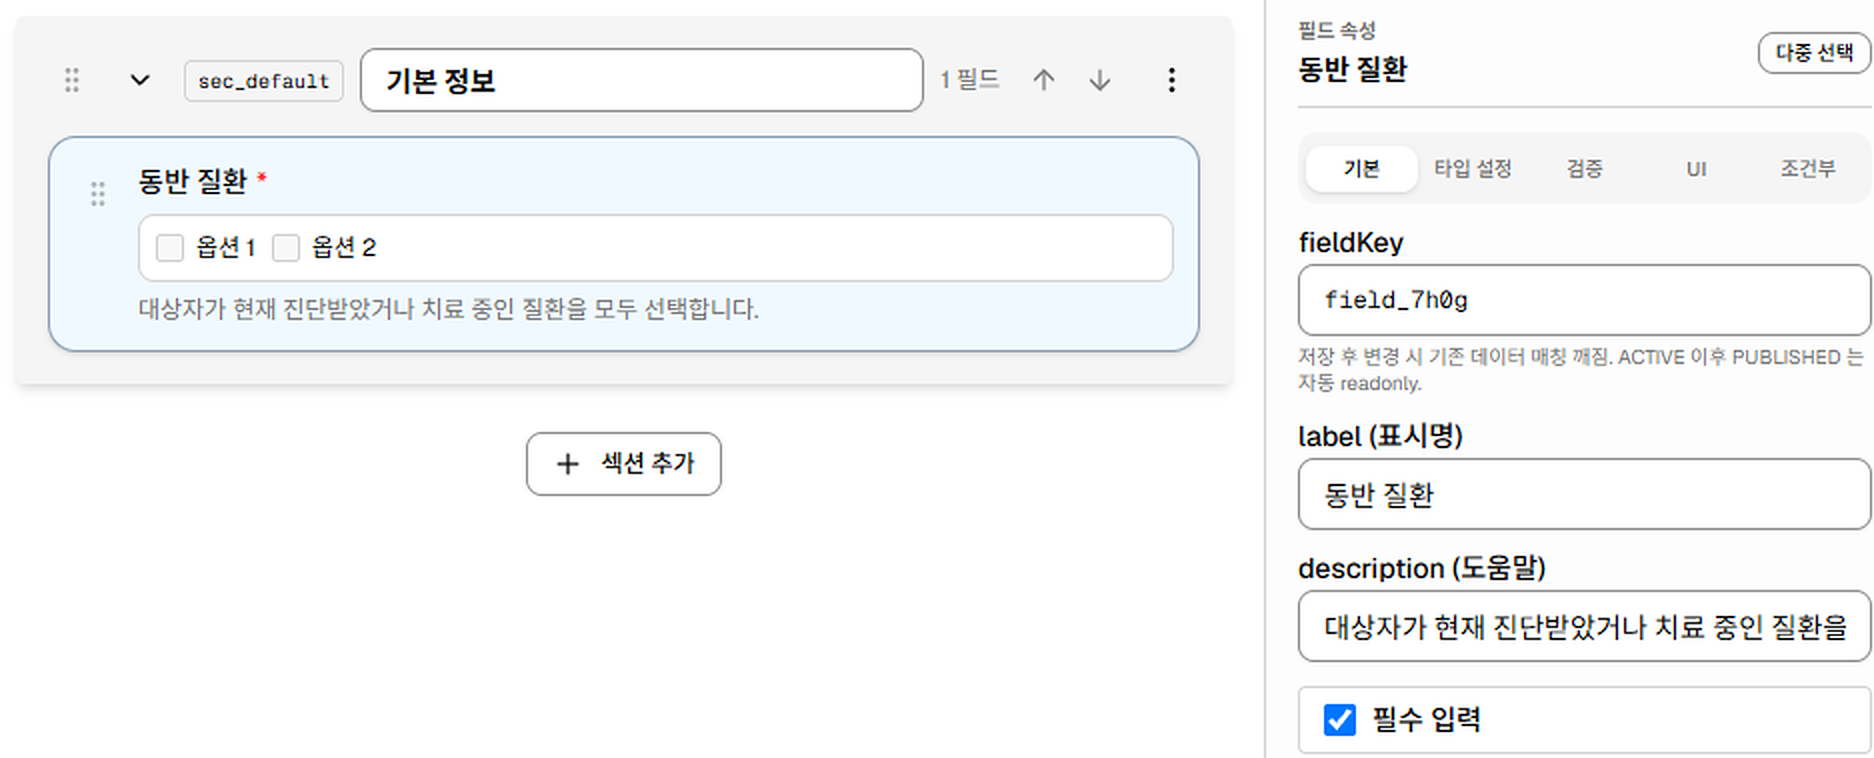 sec_default
기본 정보
1 필드
동반 질환 *
옵션 1 옵션 2
대상자가 현재 진단받았거나 치료 중인 질환을 모두 선택합니다.
섹션 추가
필드 속성
동반 질환
다중 선택
기본 타입 설정 검증 UI 조건부
fieldKey
field_7h0g
저장 후 변경 시 기존 데이터 매칭 깨짐. ACTIVE 이후 PUBLISHED 는
자동 readonly.
label (표시명)
동반 질환
description (도움말)
대상자가 현재 진단받았거나 치료 중인 질환을
필수 입력